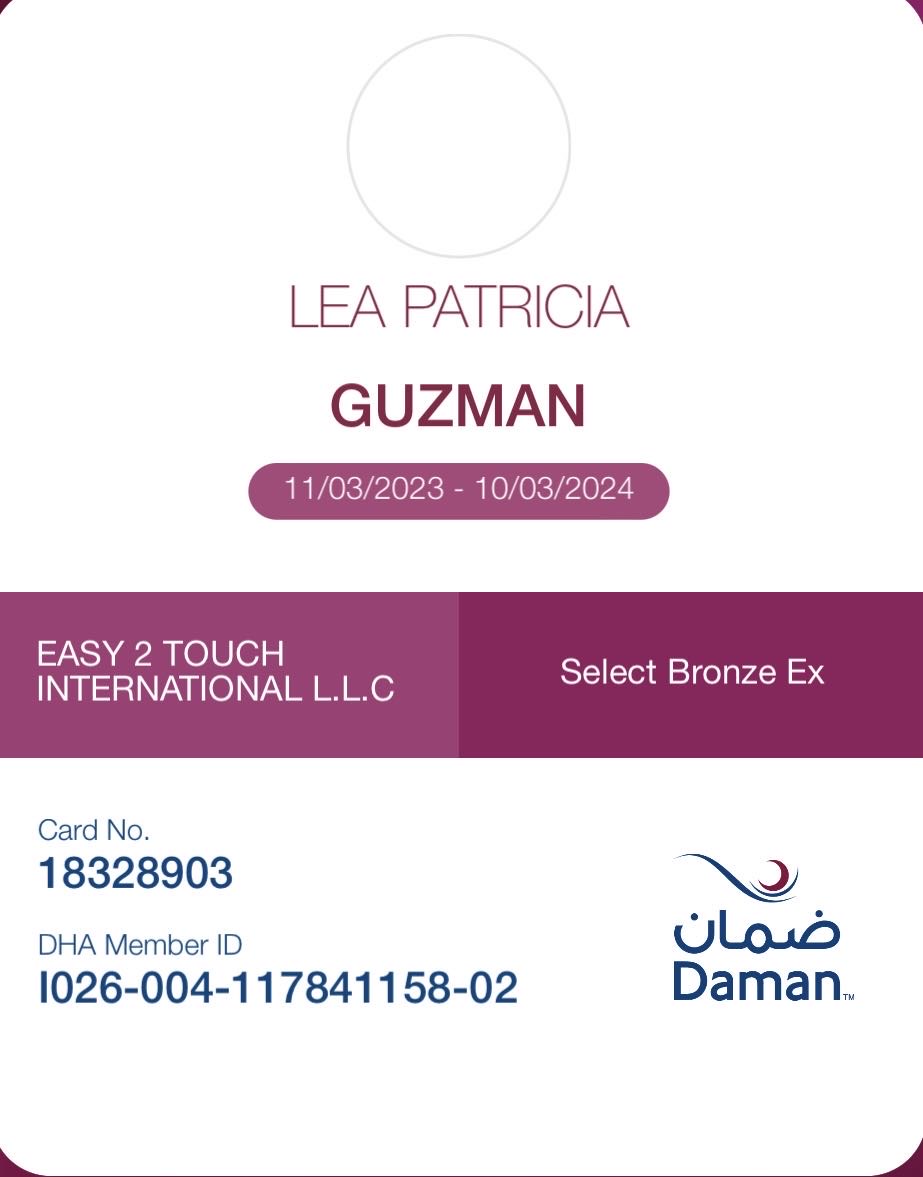 LEA PATRICIA
GUZMAN
11/03/2023 - 10/03/2024
EASY 2 TOUCH
INTERNATIONAL L.L.C
Select Bronze Ex
Card No.
18328903
DHA Member ID
I026-004-117841158-02
ضمان
Daman™